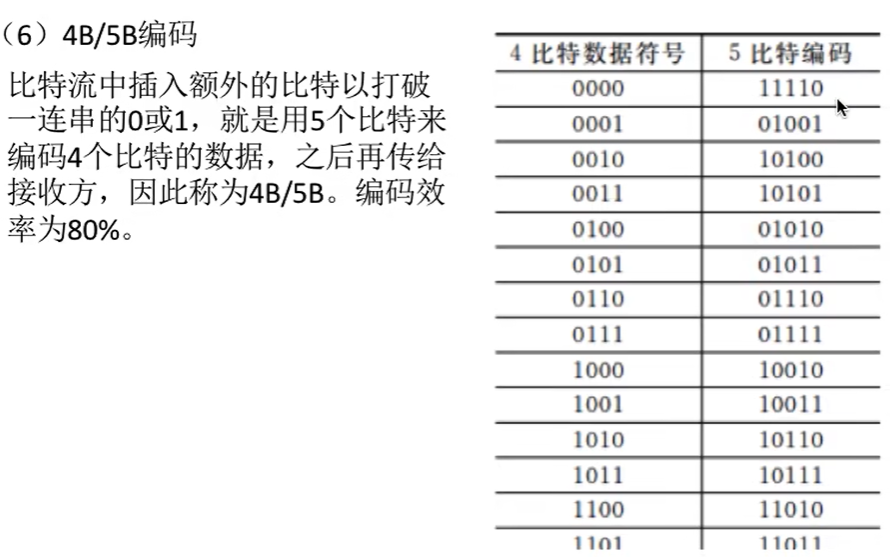 （6）4B/5B编码
比特流中插入额外的比特以打破
一连串的0或1，就是用5个比特来
编码4个比特的数据，之后再传给
接收方，因此称为4B/5B。编码效
率为80%。
4 比特数据符号 5 比特编码
0000 11110
0001 01001
0010 10100
0011 10101
0100 01010
0101 01011
0110 01110
0111 01111
1000 10010
1001 10011
1010 10110
1011 10111
1100 11010
1101 11011